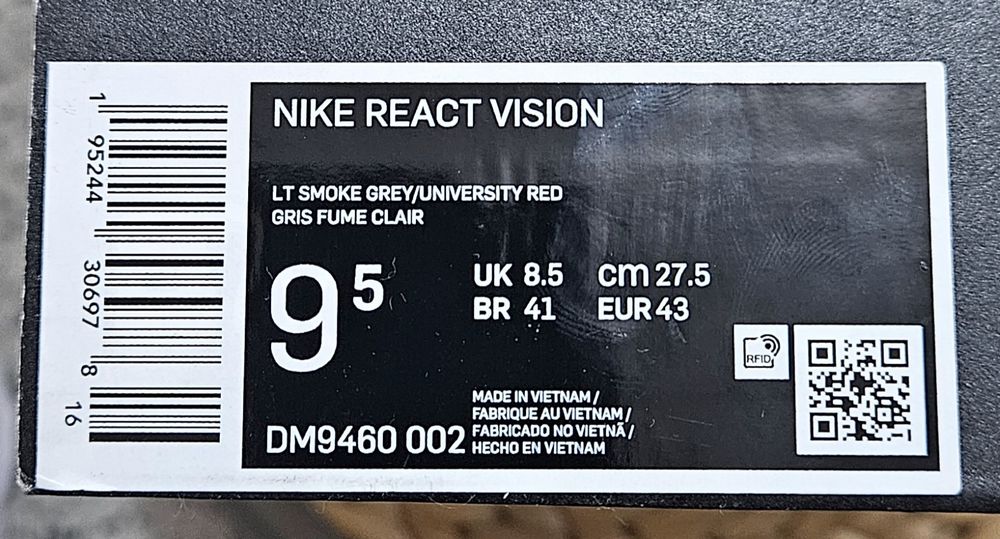 NIKE REACT VISION
LT SMOKE GREY/UNIVERSITY RED
GRIS FUME CLAIR
9 5
UK 8.5 cm 27.5
BR 41 EUR 43
RFID
DM9460 002
MADE IN VIETNAM /
FABRIQUE AU VIETNAM /
FABRICADO NO VIETNÃ /
HECHO EN VIETNAM
1 95244 30697 8
16